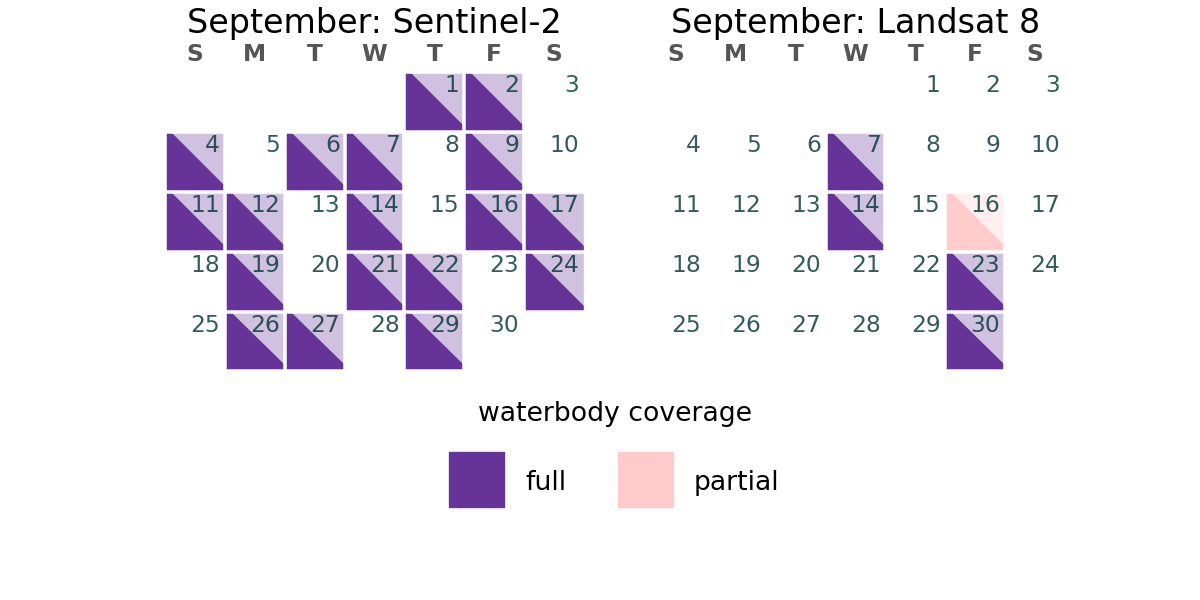 September: Sentinel-2
S M T W T F S
1 2 3
4 5 6 7 8 9 10
11 12 13 14 15 16 17
18 19 20 21 22 23 24
25 26 27 28 29 30
September: Landsat 8
S M T W T F S
1 2 3
4 5 6 7 8 9 10
11 12 13 14 15 16 17
18 19 20 21 22 23 24
25 26 27 28 29 30
waterbody coverage
full partial